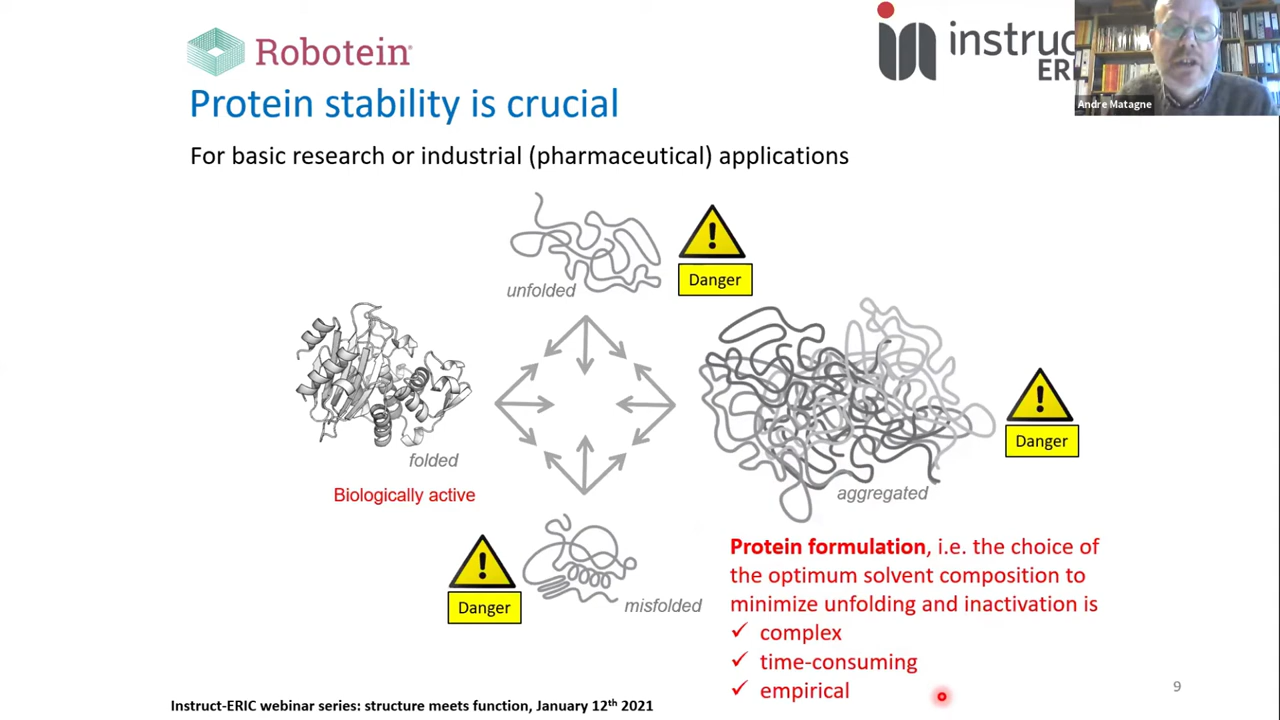 Robotein®
instruct
ERIC
Andre Matagne
Protein stability is crucial
For basic research or industrial (pharmaceutical) applications
!
Danger
unfolded
folded
Biologically active
!
Danger
aggregated
!
Danger
misfolded
Protein formulation, i.e. the choice of
the optimum solvent composition to
minimize unfolding and inactivation is
✓ complex
✓ time-consuming
✓ empirical
9
Instruct-ERIC webinar series: structure meets function, January 12th 2021